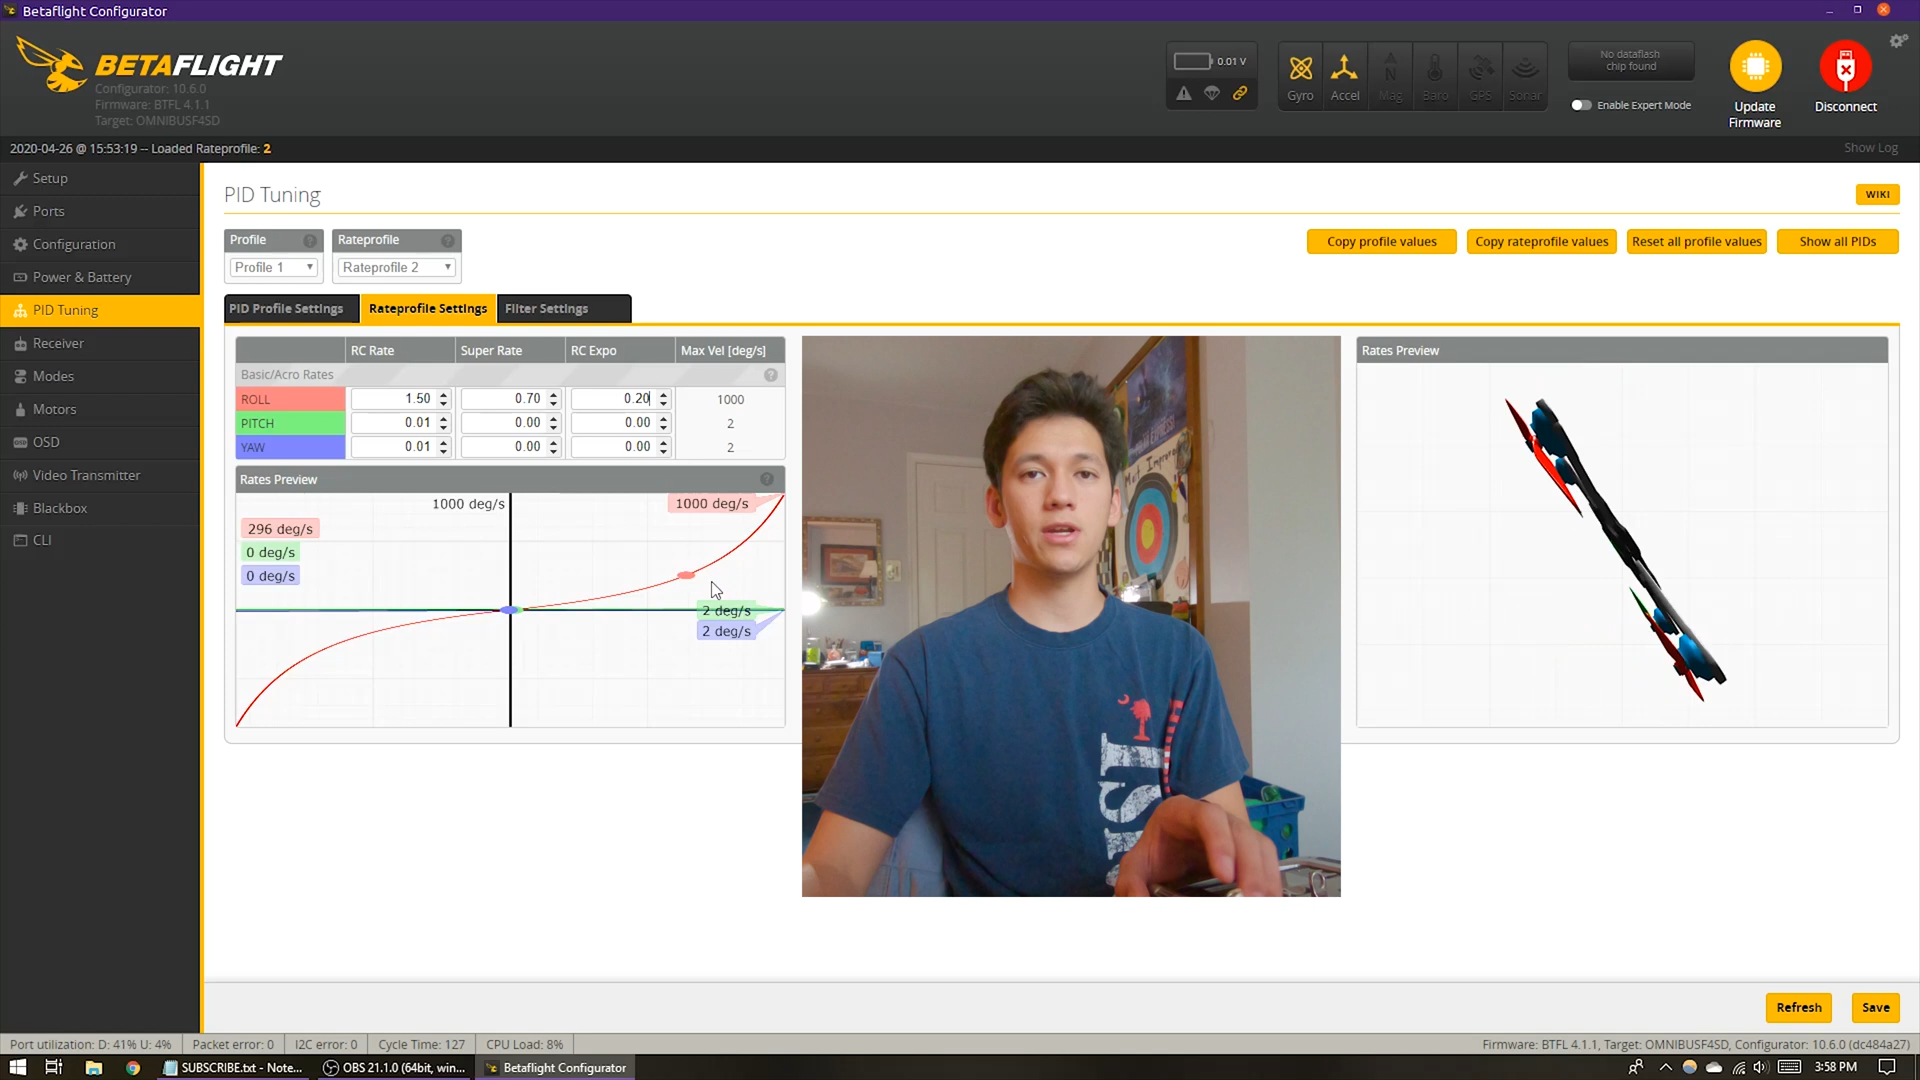 Betaflight Configurator
BETAFLIGHT
Configurator: 10.6.0
Firmware: BTFL 4.1.1
Target: OMNIBUSF4SD
0.01 V
Gyro
Accel
Mag
Baro
GPS
Sonar
No dataflash
chip found
Enable Expert Mode
Update
Firmware
Disconnect
2020-04-26 @ 15:53:19 -- Loaded Rateprofile: 2
Show Log
Setup
Ports
Configuration
Power & Battery
PID Tuning
Receiver
Modes
Motors
OSD
Video Transmitter
Blackbox
CLI
PID Tuning
WIKI
Profile
Rateprofile
Profile 1
Rateprofile 2
Copy profile values
Copy rateprofile values
Reset all profile values
Show all PIDs
PID Profile Settings
Rateprofile Settings
Filter Settings
RC Rate Super Rate RC Expo Max Vel [deg/s]
Basic/Acro Rates
ROLL 1.50 0.70 0.20 1000
PITCH 0.01 0.00 0.00 2
YAW 0.01 0.00 0.00 2
Rates Preview
1000 deg/s
1000 deg/s
296 deg/s
0 deg/s
0 deg/s
2 deg/s
2 deg/s
Rates Preview
Refresh
Save
Port utilization: D: 41% U: 4%
Packet error: 0
I2C error: 0
Cycle Time: 127
CPU Load: 8%
Firmware: BTFL 4.1.1, Target: OMNIBUSF4SD, Configurator: 10.6.0 (dc484a27)
SUBSCRIBE.txt - Note...
OBS 21.1.0 (64bit, win...
Betaflight Configurator
3:58 PM